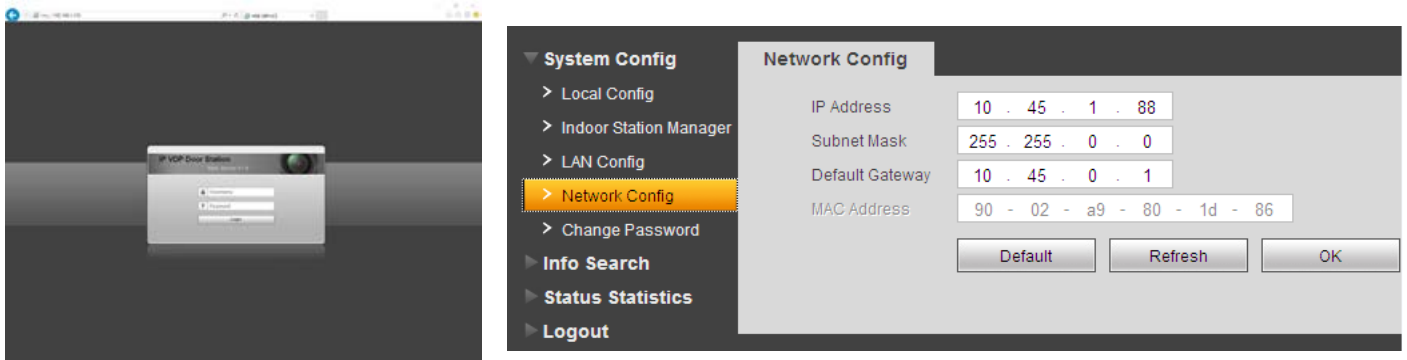 IP VDP Door Station
Username
Password
Login
System Config
Local Config
Indoor Station Manager
LAN Config
Network Config
Change Password
Info Search
Status Statistics
Logout
Network Config
IP Address 10 . 45 . 1 . 88
Subnet Mask 255 . 255 . 0 . 0
Default Gateway 10 . 45 . 0 . 1
MAC Address 90 - 02 - a9 - 80 - 1d - 86
Default Refresh OK